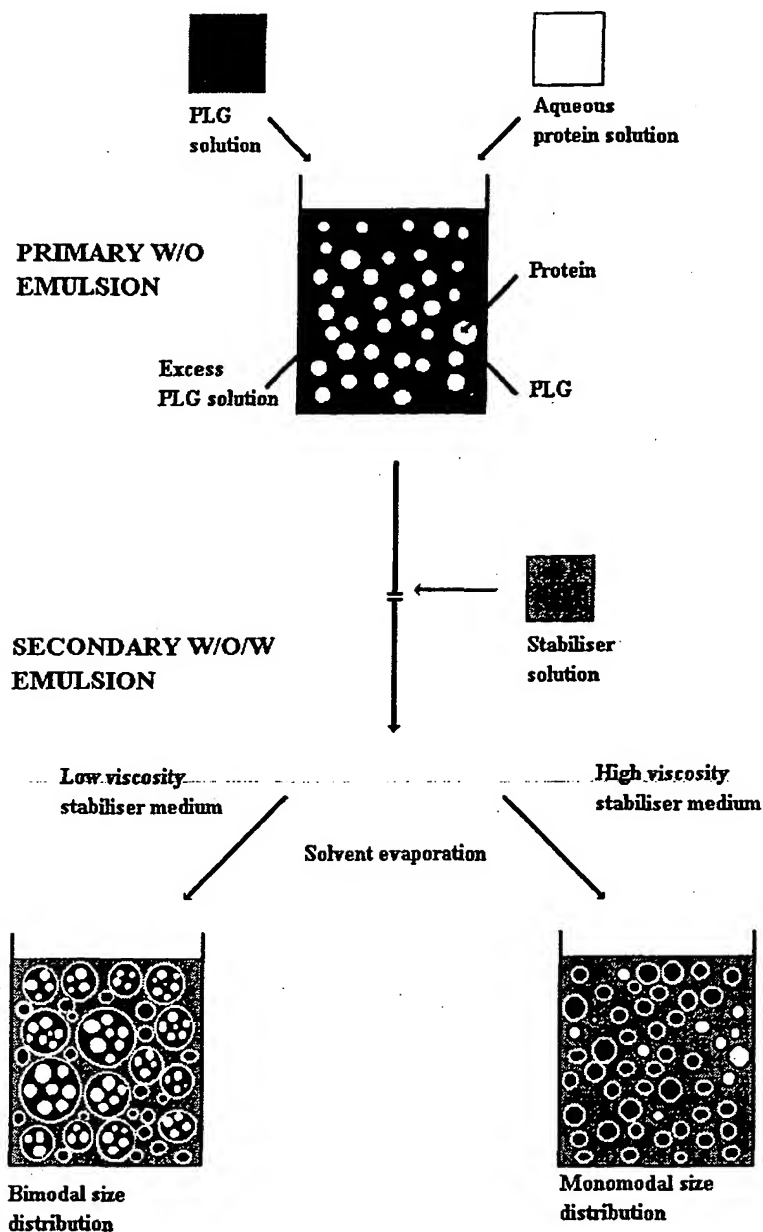 PLG
solution
Aqueous
protein solution
PRIMARY W/O
EMULSION
Protein
Excess
PLG solution
PLG
SECONDARY W/O/W
EMULSION
Stabiliser
solution
Low viscosity
stabiliser medium
High viscosity
stabiliser medium
Solvent evaporation
Bimodal size
distribution
Monomodal size
distribution